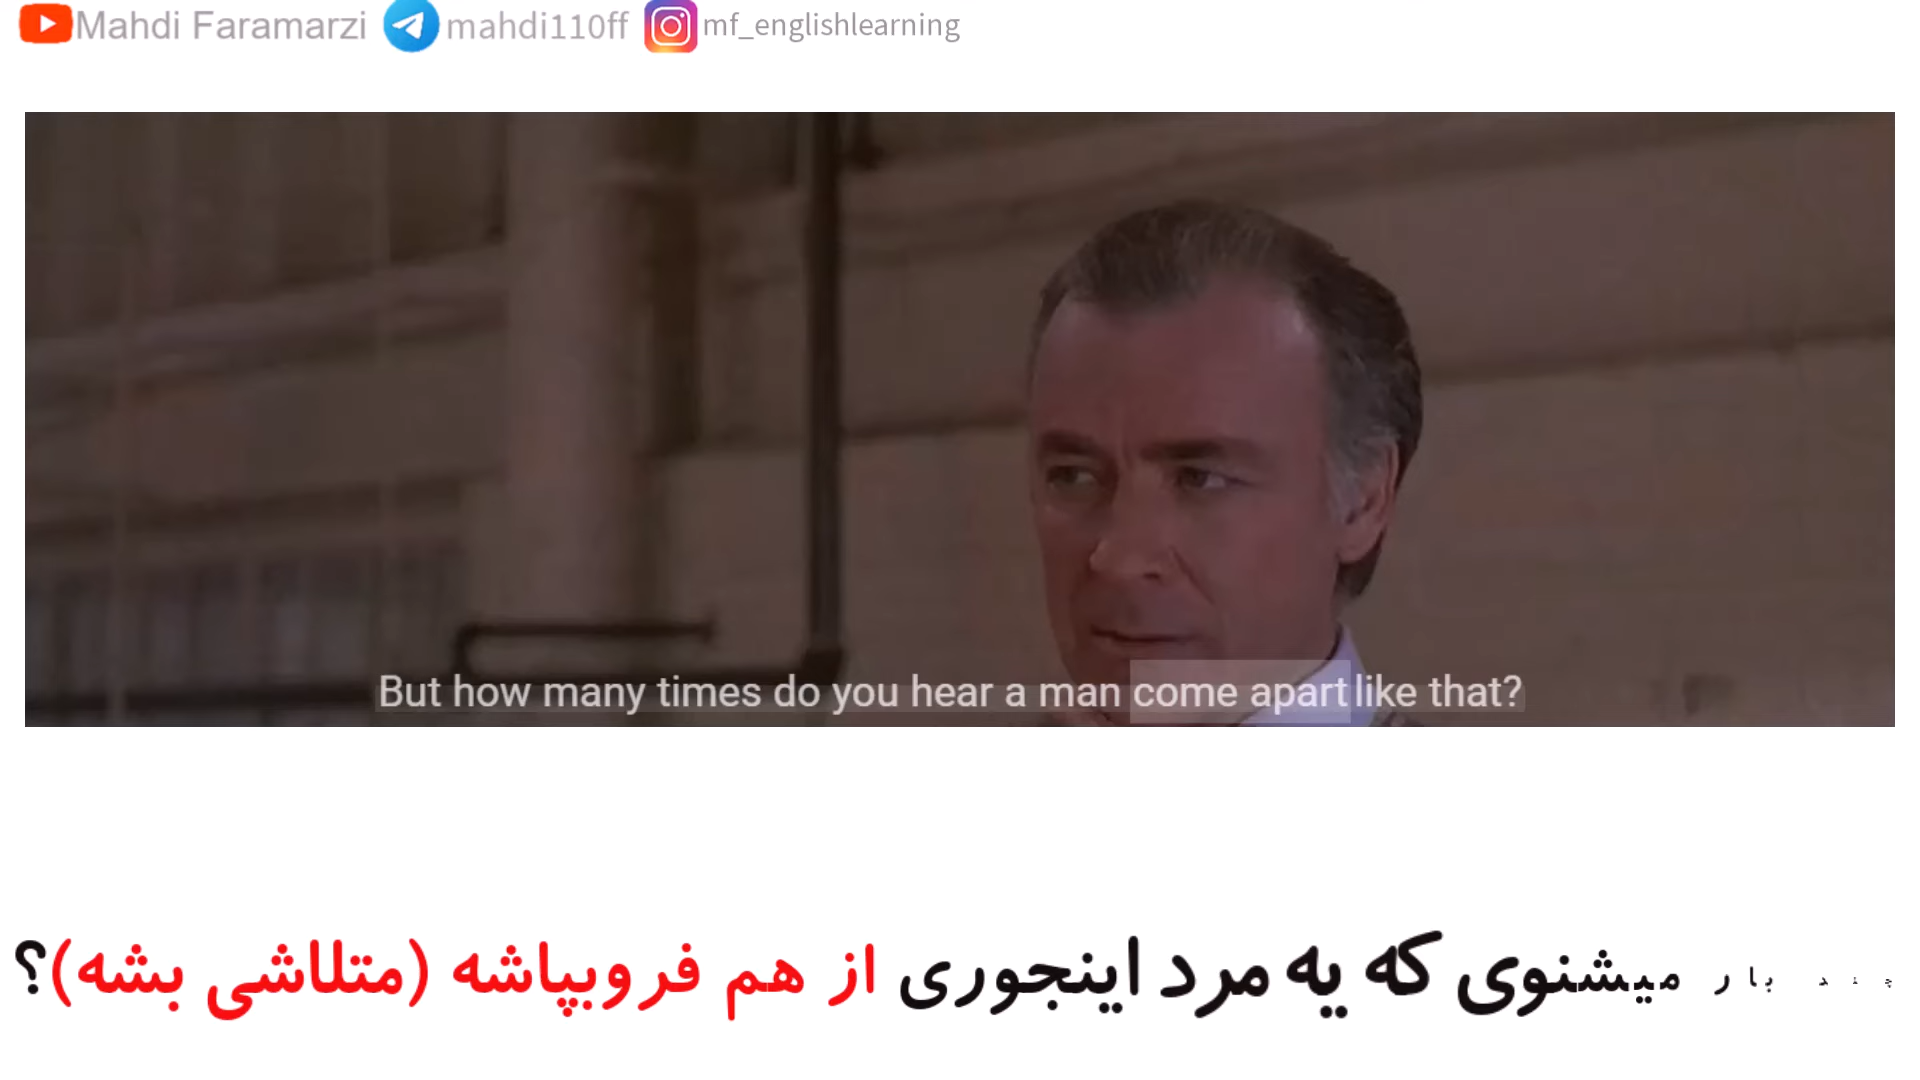 Mahdi Faramarzi mahdi110ff mf_englishlearning
But how many times do you hear a man come apart like that?
چند بار میشنوی که یه مرد اینجوری از هم فروبپاشه (متلاشی بشه)؟